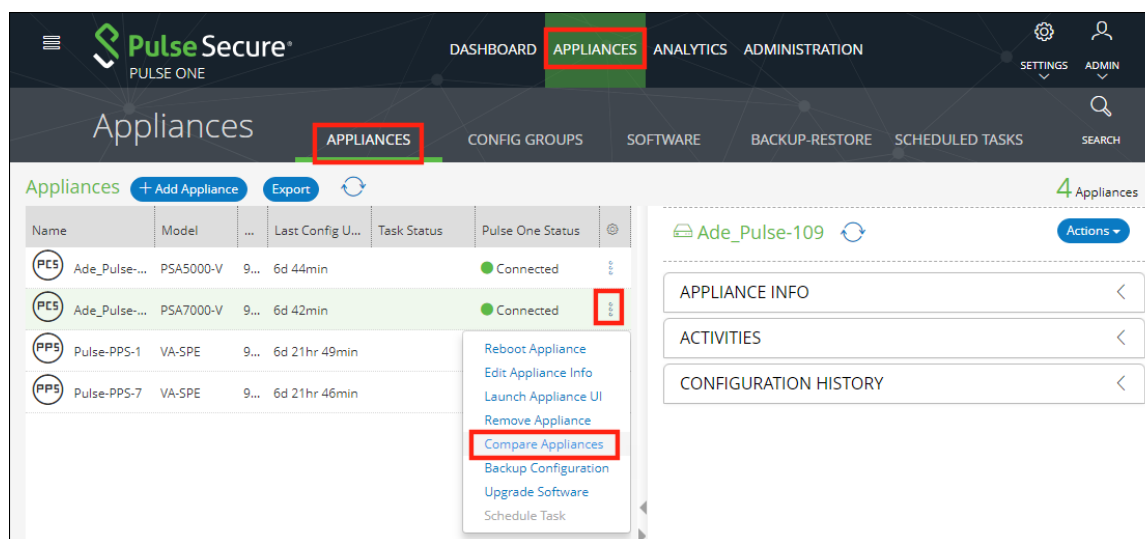 Pulse Secure®
PULSE ONE
DASHBOARD APPLIANCES ANALYTICS ADMINISTRATION
SETTINGS ADMIN
Appliances
APPLIANCES CONFIG GROUPS SOFTWARE BACKUP-RESTORE SCHEDULED TASKS
SEARCH
Appliances + Add Appliance Export 4 Appliances
Name Model ... Last Config U... Task Status Pulse One Status
PCS Ade_Pulse-... PSA5000-V 9... 6d 44min Connected
PCS Ade_Pulse-... PSA7000-V 9... 6d 42min Connected
PPS Pulse-PPS-1 VA-SPE 9... 6d 21hr 49min
PPS Pulse-PPS-7 VA-SPE 9... 6d 21hr 46min
Reboot Appliance
Edit Appliance Info
Launch Appliance UI
Remove Appliance
Compare Appliances
Backup Configuration
Upgrade Software
Schedule Task
Ade_Pulse-109 Actions
APPLIANCE INFO
ACTIVITIES
CONFIGURATION HISTORY